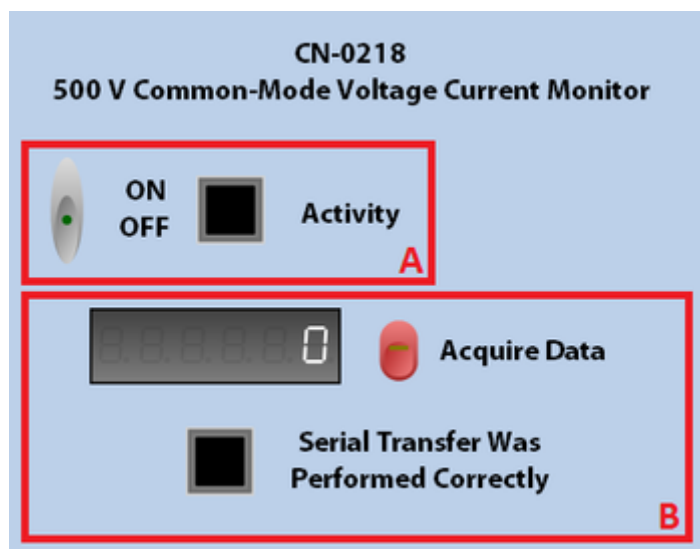 CN-0218
500 V Common-Mode Voltage Current Monitor
ON
OFF
Activity
A
0
Acquire Data
Serial Transfer Was
Performed Correctly
B